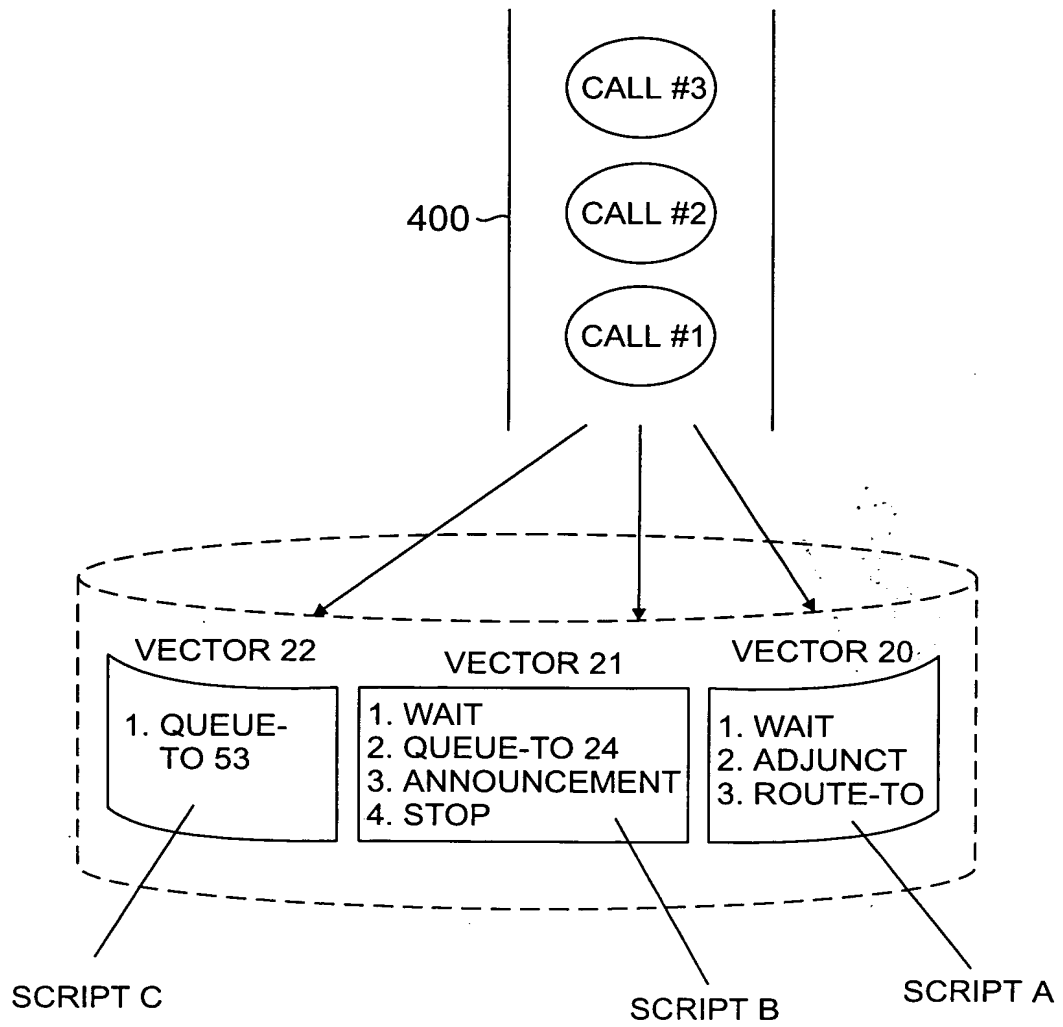 CALL #3
400
CALL #2
CALL #1
VECTOR 22
1. QUEUE-
TO 53
VECTOR 21
1. WAIT
2. QUEUE-TO 24
3. ANNOUNCEMENT
4. STOP
VECTOR 20
1. WAIT
2. ADJUNCT
3. ROUTE-TO
SCRIPT C
SCRIPT B
SCRIPT A